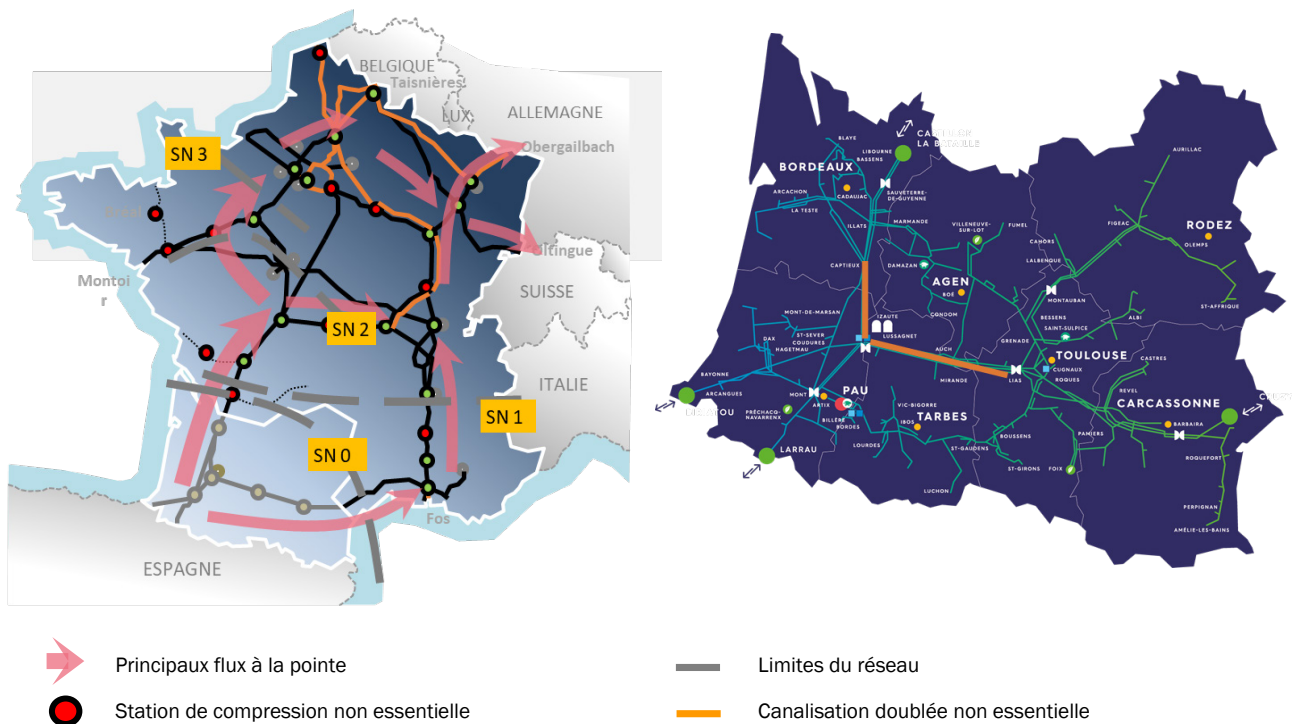 BELGIQUE
Taisnières
LUX.
ALLEMAGNE
Obergailbach
SN 3
Oltingue
Montoi
r
SUISSE
SN 2
ITALIE
SN 1
SN 0
Fos
ESPAGNE
BLAYE
LIBOURNE
BASSENS
LA BATAILLE
BORDEAUX
CADAUJAC
SAUVETERRE-
DE-GUYENNE
ARCACHON
LA TESTE
ILLATS
MARMANDE
VILLENEUVE-
SUR-LOT
FUMEL
CAHORS
LALBENQUE
FIGEAC
AURILLAC
RODEZ
OLEMPS
ST-AFFRIQUE
CAPTIEUX
DAMAZAN
AGEN
BOÉ
CONDOM
MONTAUBAN
BESSENS
SAINT-SULPICE
ALBI
MONT-DE-MARSAN
IZAUTE
LUSSAGNET
ST-SEVER
COUDURES
HAGETMAU
DAX
AUCH
MIRANDE
GRENADE
TOULOUSE
CUGNAUX
LIAS
ROQUES
CASTRES
REVEL
CARCASSONNE
BARBAIRA
BAYONNE
ARCANGUES
MONT
ARTIX
PAU
PRÉCHACQ-
NAVARRENX
BILLÈRE
BORDES
VIC-BIGORRE
IBOS
TARBES
LARRAU
LOURDES
ST-GAUDENS
BOUSSENS
PAMIERS
ST-GIRONS
FOIX
LUCHON
ROQUEFORT
PERPIGNAN
AMÉLIE-LES-BAINS
Principaux flux à la pointe
Limites du réseau
Station de compression non essentielle
Canalisation doublée non essentielle